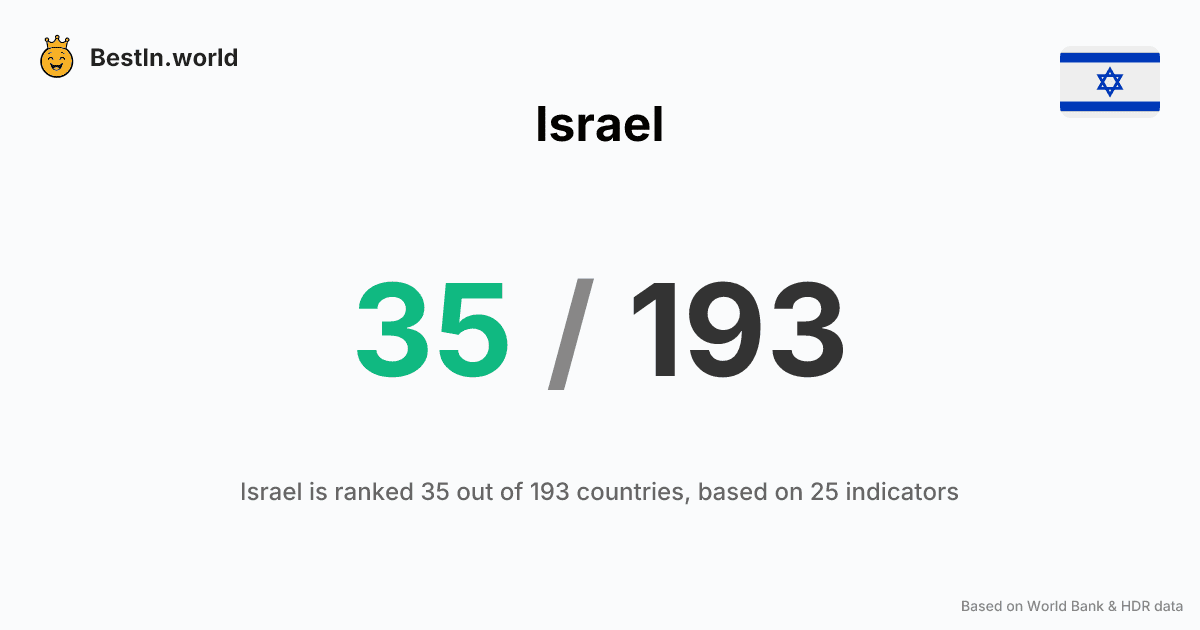 BestIn.world
Israel
35 / 193
Israel is ranked 35 out of 193 countries, based on 25 indicators
Based on World Bank & HDR data